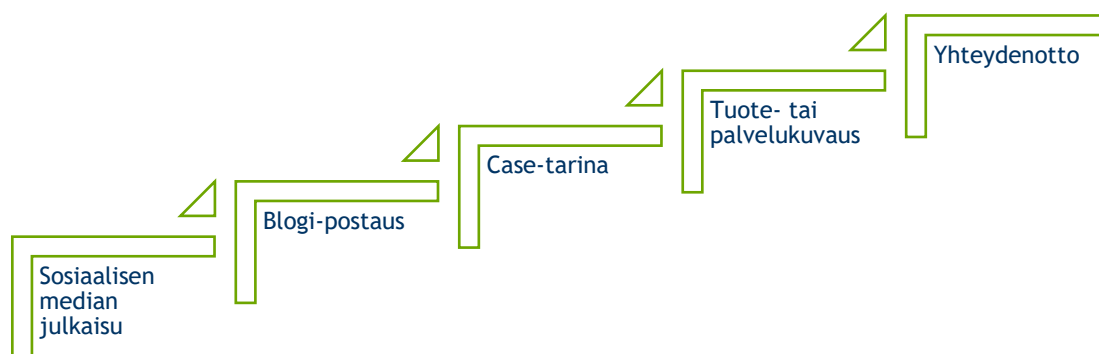 Sosiaalisen
median
julkaisu
Blogi-postaus
Case-tarina
Tuote- tai
palvelukuvaus
Yhteydenotto